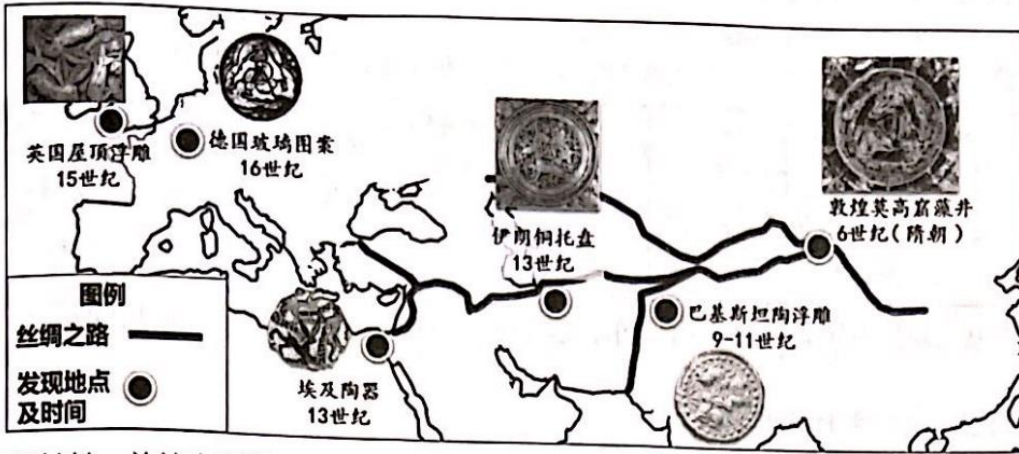 英国屋顶浮雕
15世纪
德国玻璃图案
16世纪
伊朗铜托盘
13世纪
敦煌莫高窟藻井
6世纪(隋朝)
巴基斯坦陶浮雕
9-11世纪
埃及陶器
13世纪
图例
丝绸之路
发现地点
及时间